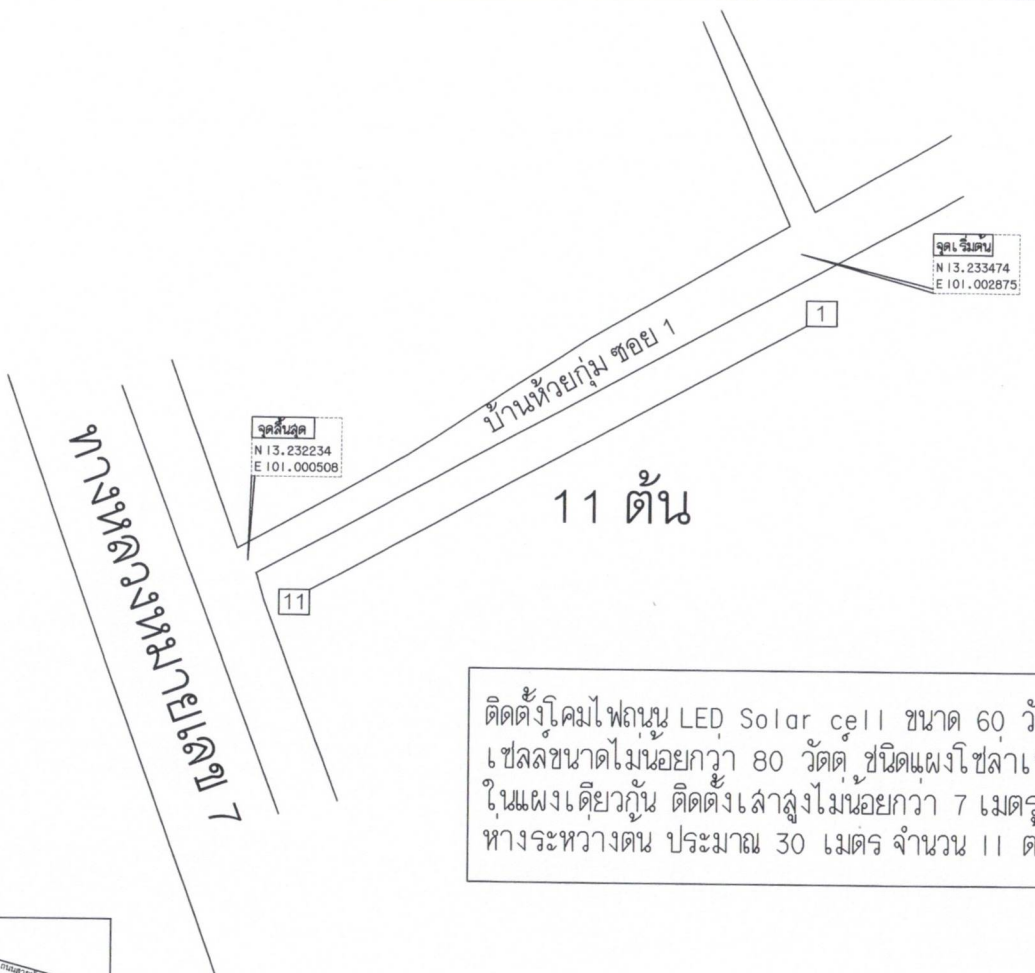 จุดเริ่มต้น
N 13.233474
E 101.002875
1
บ้านห้วยกุ่ม ซอย 1
จุดสิ้นสุด
N 13.232234
E 101.000508
ทางหลวงหมายเลข 7
11 ต้น
11
ติดตั้งโคมไฟถนน LED Solar cell ขนาด 60 วั
เซลล์ขนาดไม่น้อยกว่า 80 วัตต์ ชนิดแผงโซล่าเ
ในแผงเดียวกัน ติดตั้งเสาสูงไม่น้อยกว่า 7 เมตร
ห่างระหว่างต้น ประมาณ 30 เมตร จำนวน 11 ต